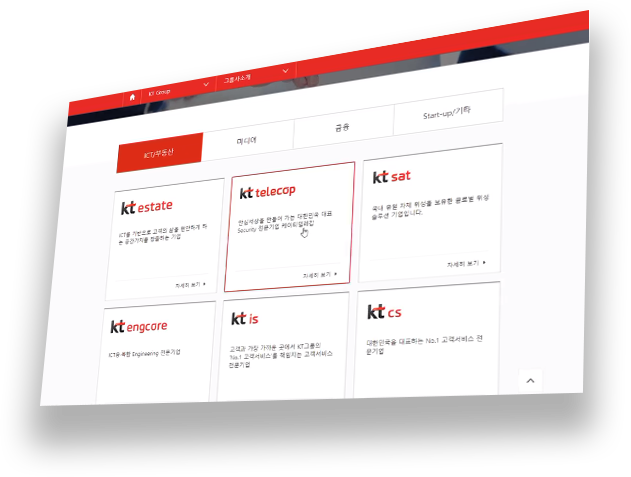 KT Group
그룹사소개
ICT/부동산
미디어
금융
Start-up/기타
kt estate
ICT를 기반으로 고객의 삶을 편안하게 하
는 공간가치를 창출하는 기업
자세히 보기
kt telecop
안심세상을 만들어 가는 대한민국 대표
Security 전문기업 케이티텔레캅
자세히 보기
kt sat
국내 유일 자체 위성을 보유한 글로벌 위성
솔루션 기업입니다.
자세히 보기
kt engcore
ICT융·복합 Engineering 전문기업
kt is
고객과 가장 가까운 곳에서 KT그룹의
'No.1 고객서비스'를 책임지는 고객서비스
전문기업
kt cs
대한민국을 대표하는 No.1 고객서비스 전
문기업